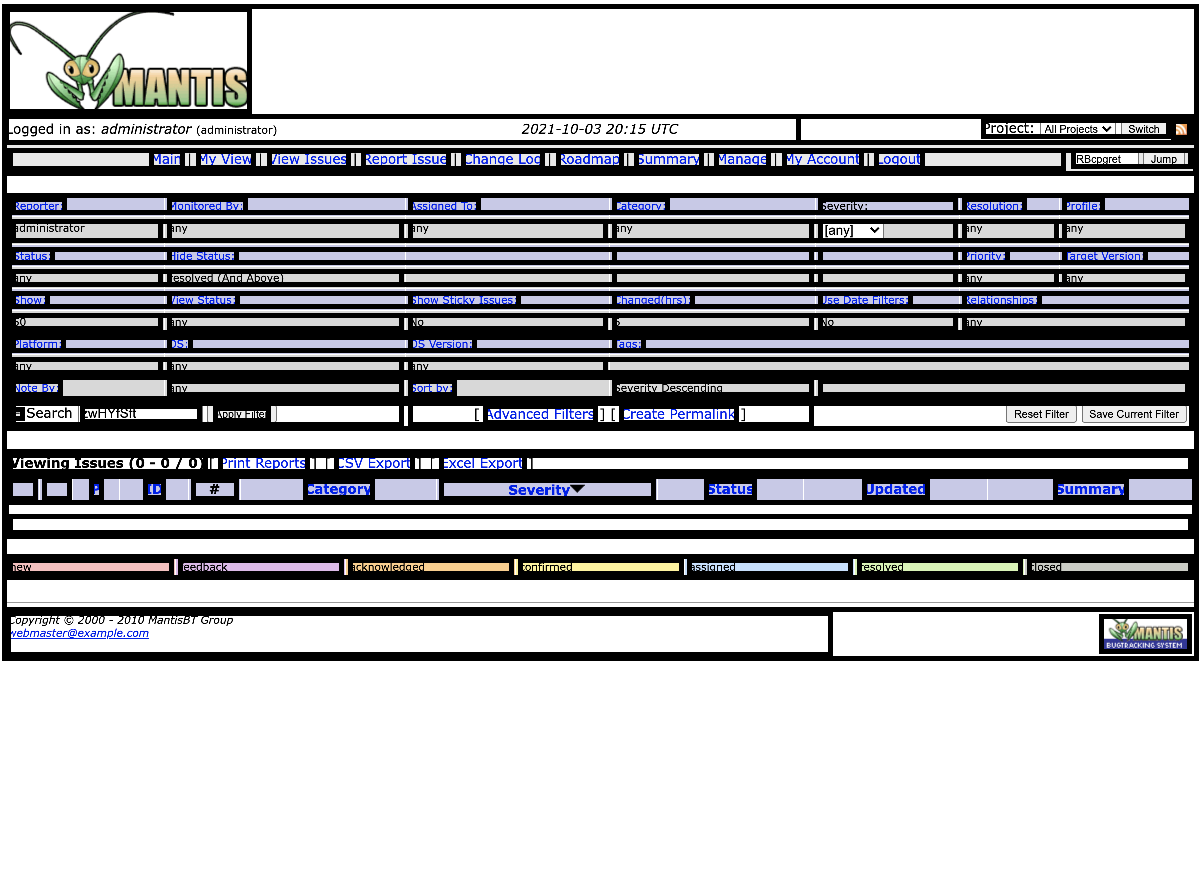 MANTIS
Logged in as: administrator (administrator) 2021-10-03 20:15 UTC Project: All Projects Switch
Main | My View | View Issues | Report Issue | Change Log | Roadmap | Summary | Manage | My Account | Logout RBcpgret Jump
Reporter: Monitored By: Assigned To: Category: Severity: Resolution: Profile:
administrator any any any [any] any any
Status: Hide Status: Priority: Target Version:
any resolved (And Above) any any
Show: View Status: Show Sticky Issues: Changed(hrs): Use Date Filters: Relationships:
50 any No 6 No any
Platform: OS: OS Version: Tags:
any any any
Note By: any Sort by: Severity Descending
Search zwHYfSft Apply Filter [ Advanced Filters ] [ Create Permalink ] Reset Filter Save Current Filter
Viewing Issues (0 - 0 / 0) [ Print Reports ] [ CSV Export ] [ Excel Export ]
P ID # Category Severity Status Updated Summary
new feedback acknowledged confirmed assigned resolved closed
Copyright © 2000 - 2010 MantisBT Group
webmaster@example.com
MANTIS
BUGTRACKING SYSTEM